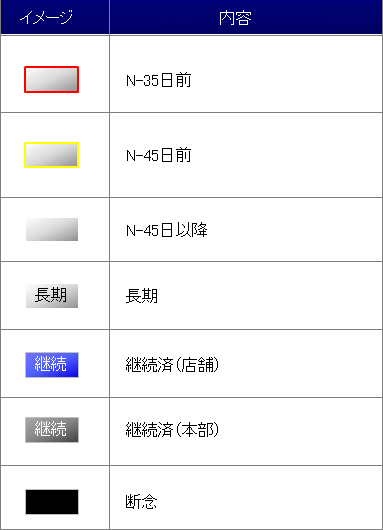 イメージ 内容
N-35日前
N-45日前
N-45日以降
長期 長期
継続 継続済(店舗)
継続 継続済(本部)
断念